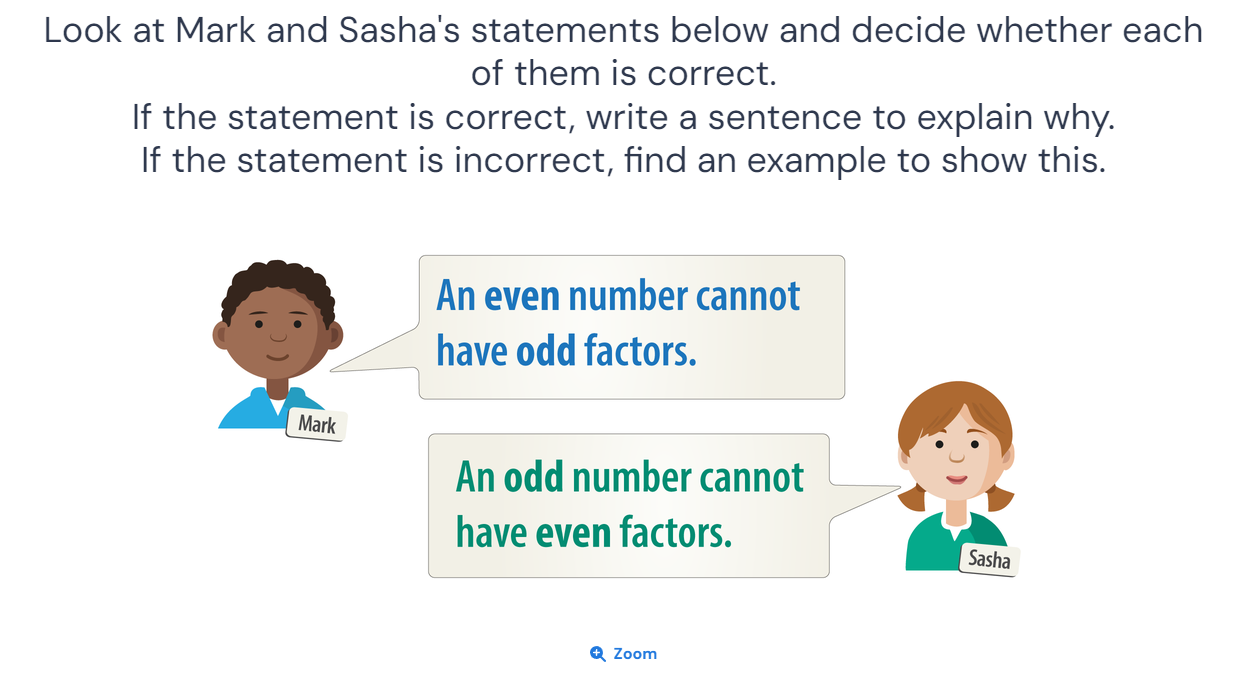 Look at Mark and Sasha's statements below and decide whether each
of them is correct.
If the statement is correct, write a sentence to explain why.
If the statement is incorrect, find an example to show this.
An even number cannot
have odd factors.
Mark
An odd number cannot
have even factors.
Sasha
Zoom